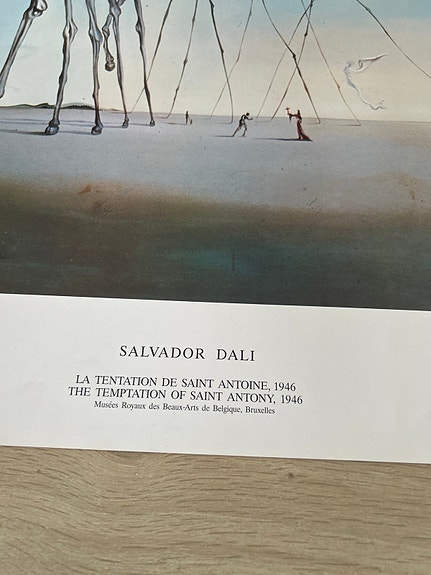 SALVADOR DALI
LA TENTATION DE SAINT ANTOINE, 1946
THE TEMPTATION OF SAINT ANTONY, 1946
Musées Royaux des Beaux-Arts de Belgique, Bruxelles